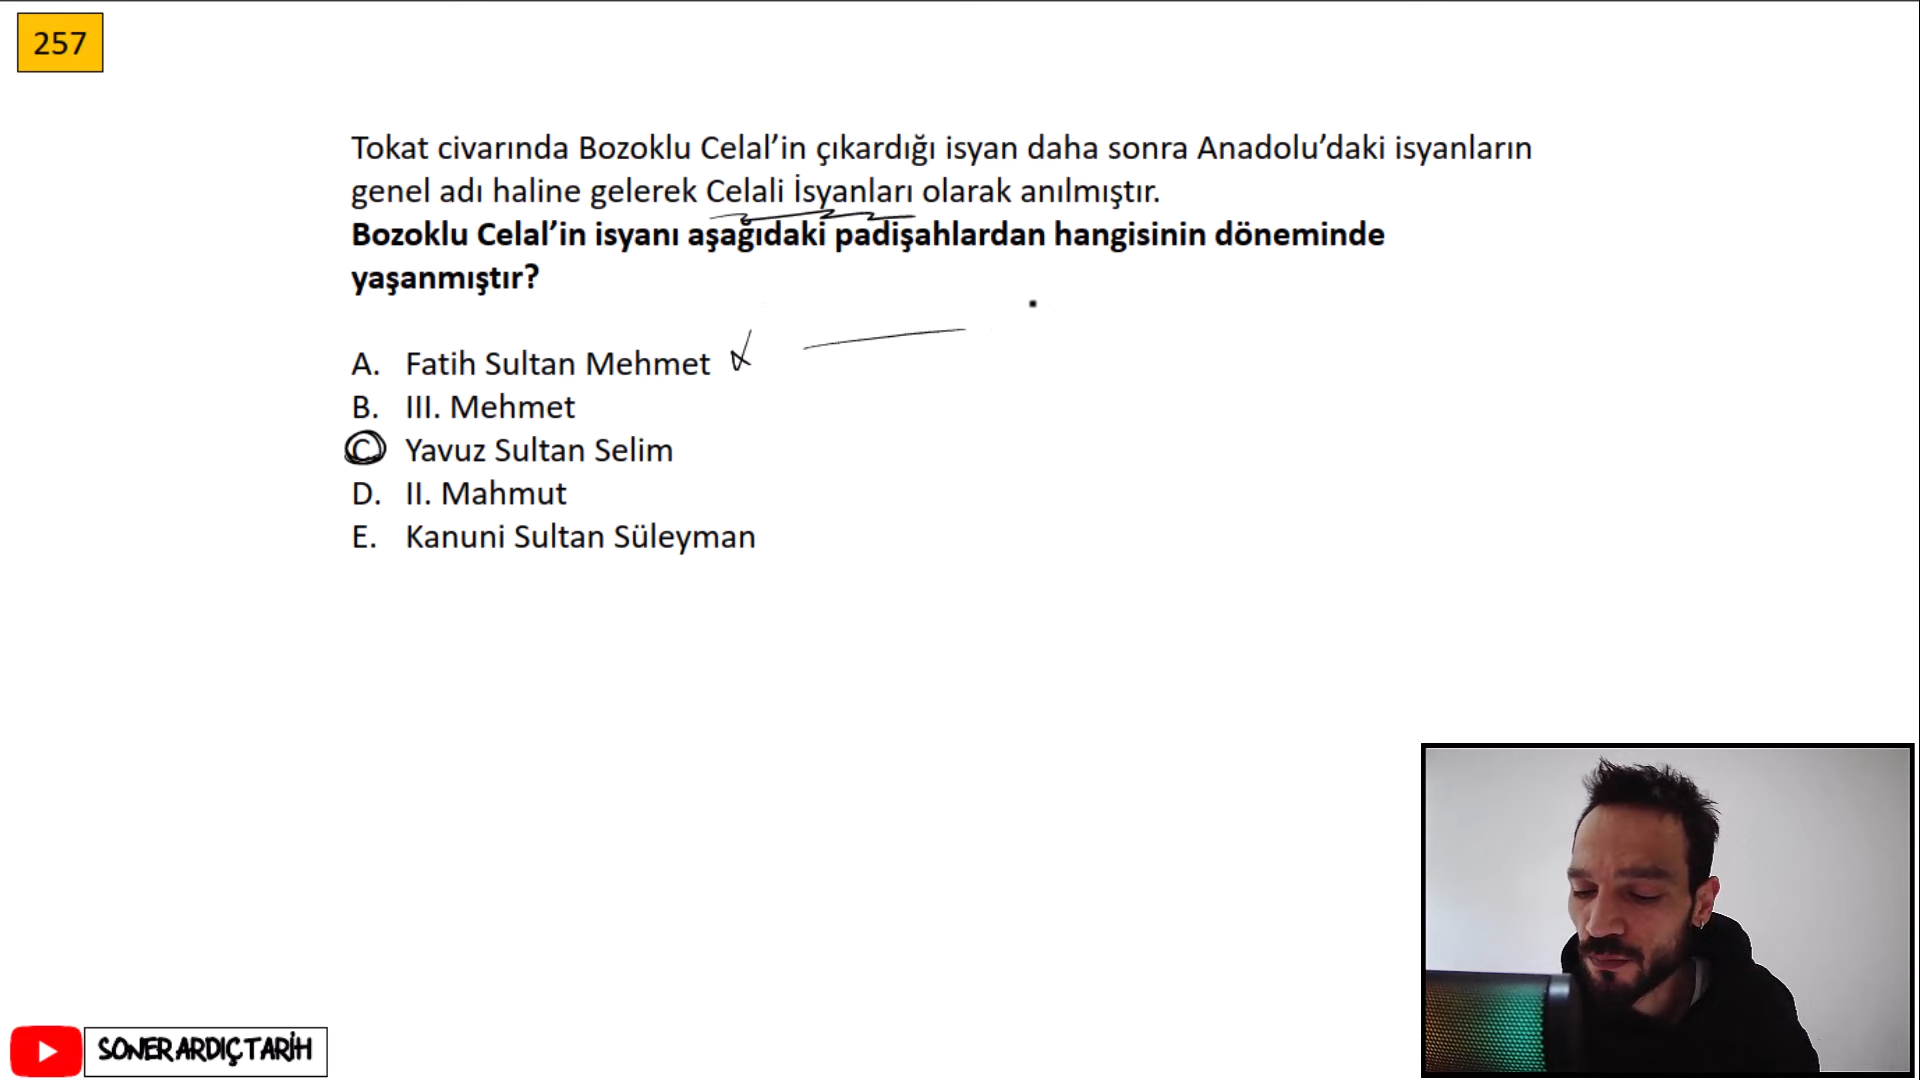 257
Tokat civarında Bozoklu Celal’in çıkardığı isyan daha sonra Anadolu’daki isyanların
genel adı haline gelerek Celali İsyanları olarak anılmıştır.
Bozoklu Celal’in isyanı aşağıdaki padişahlardan hangisinin döneminde
yaşanmıştır?
A. Fatih Sultan Mehmet
B. III. Mehmet
C. Yavuz Sultan Selim
D. II. Mahmut
E. Kanuni Sultan Süleyman
SONER ARDIÇ TARİH